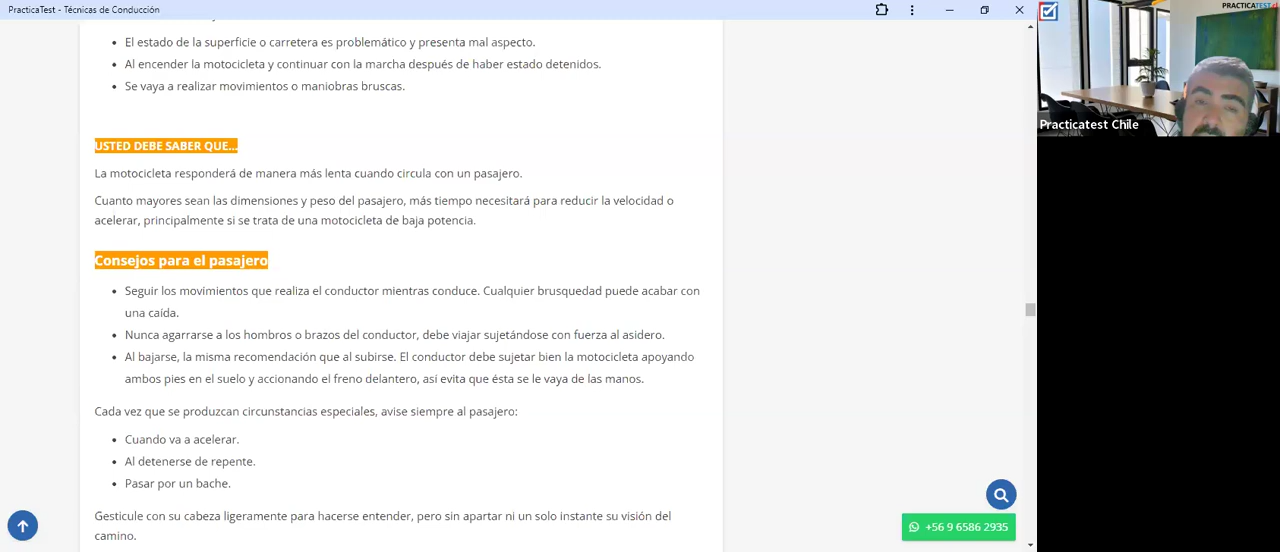 PracticaTest - Técnicas de Conducción
PRACTICATEST.cl
Practicatest Chile
El estado de la superficie o carretera es problemático y presenta mal aspecto.
Al encender la motocicleta y continuar con la marcha después de haber estado detenidos.
Se vaya a realizar movimientos o maniobras bruscas.
USTED DEBE SABER QUE...
La motocicleta responderá de manera más lenta cuando circula con un pasajero.
Cuanto mayores sean las dimensiones y peso del pasajero, más tiempo necesitará para reducir la velocidad o
acelerar, principalmente si se trata de una motocicleta de baja potencia.
Consejos para el pasajero
Seguir los movimientos que realiza el conductor mientras conduce. Cualquier brusquedad puede acabar con
una caída.
Nunca agarrarse a los hombros o brazos del conductor, debe viajar sujetándose con fuerza al asidero.
Al bajarse, la misma recomendación que al subirse. El conductor debe sujetar bien la motocicleta apoyando
ambos pies en el suelo y accionando el freno delantero, así evita que ésta se le vaya de las manos.
Cada vez que se produzcan circunstancias especiales, avise siempre al pasajero:
Cuando va a acelerar.
Al detenerse de repente.
Pasar por un bache.
Gesticule con su cabeza ligeramente para hacerse entender, pero sin apartar ni un solo instante su visión del
camino.
+56 9 6586 2935